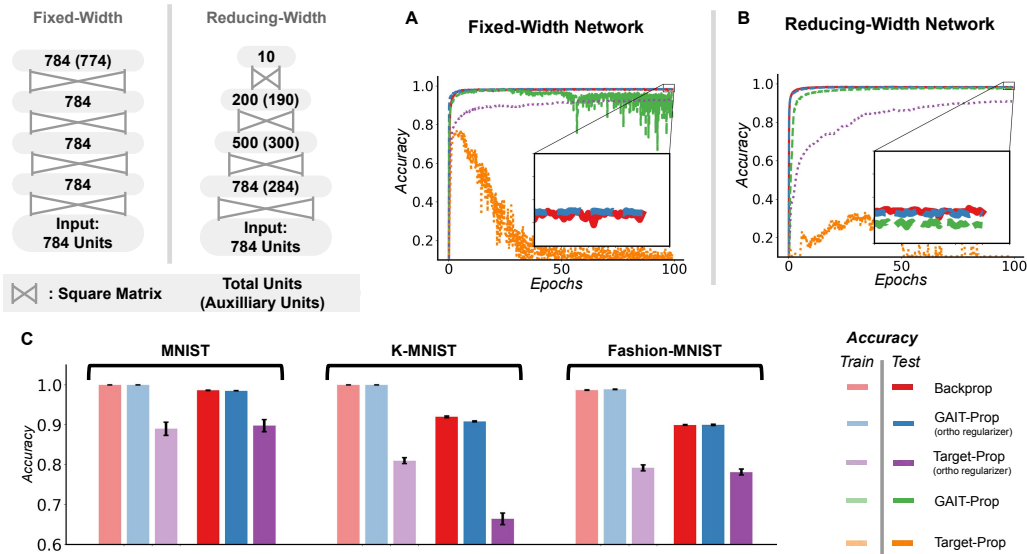 Fixed-Width
784 (774)
784
784
784
Input:
784 Units
Reducing-Width
10
200 (190)
500 (300)
784 (284)
Input:
784 Units
: Square Matrix
Total Units
(Auxilliary Units)
A
Fixed-Width Network
Accuracy
1.0
0.8
0.6
0.4
0.2
0
50
100
Epochs
B
Reducing-Width Network
Accuracy
1.0
0.8
0.6
0.4
0.2
0
50
100
Epochs
C
MNIST
K-MNIST
Fashion-MNIST
Accuracy
1.0
0.9
0.8
0.7
0.6
Accuracy
Train
Test
Backprop
GAIT-Prop
(ortho regularizer)
Target-Prop
(ortho regularizer)
GAIT-Prop
Target-Prop